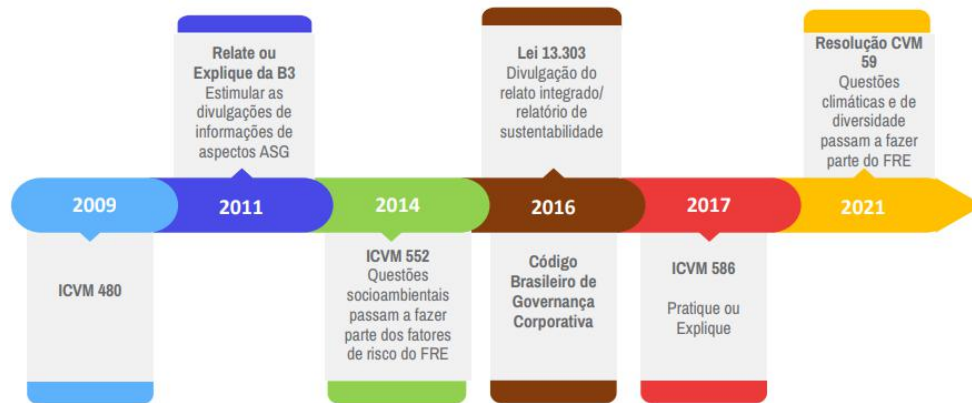 Relate ou
Explique da B3
Estimular as
divulgações de
informações de
aspectos ASG
Lei 13.303
Divulgação do
relato integrado/
relatório de
sustentabilidade
Resolução CVM
59
Questões
climáticas e de
diversidade
passam a fazer
parte do FRE
2009
2011
2014
2016
2017
2021
ICVM 480
ICVM 552
Questões
socioambientais
passam a fazer
parte dos fatores
de risco do FRE
Código
Brasileiro de
Governança
Corporativa
ICVM 586
Pratique ou
Explique